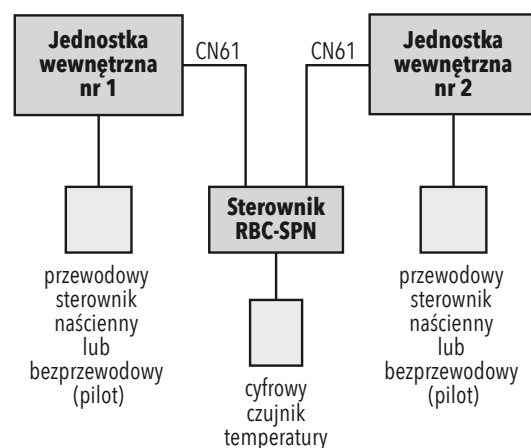 Jednostka
wewnętrzna
nr 1
CN61
CN61
Jednostka
wewnętrzna
nr 2
Sterownik
RBC-SPN
przewodowy
sterownik
naścienny
lub
bezprzewodowy
(pilot)
cyfrowy
czujnik
temperatury
przewodowy
sterownik
naścienny
lub
bezprzewodowy
(pilot)